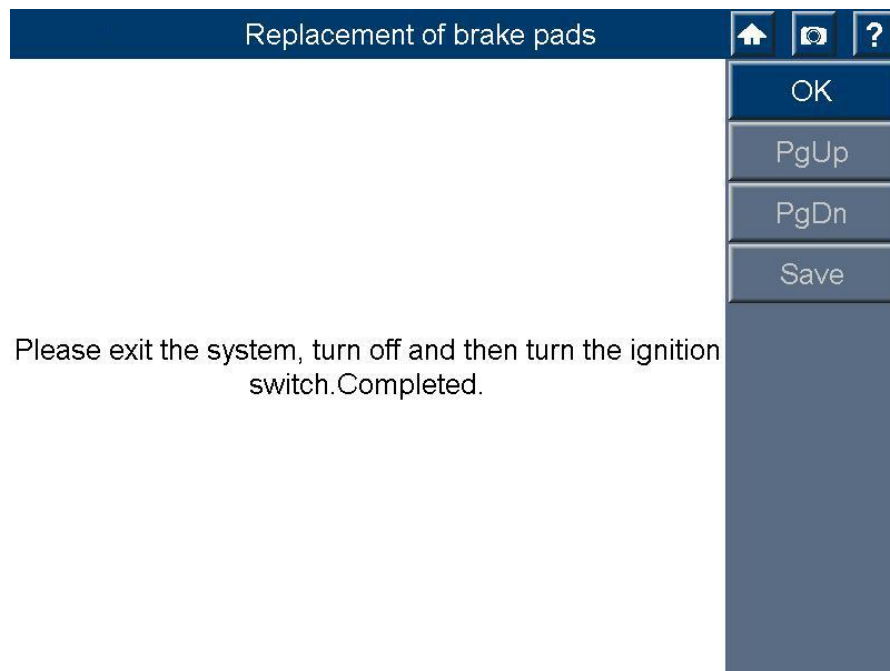 Replacement of brake pads
?
OK
PgUp
PgDn
Save
Please exit the system, turn off and then turn the ignition
switch.Completed.